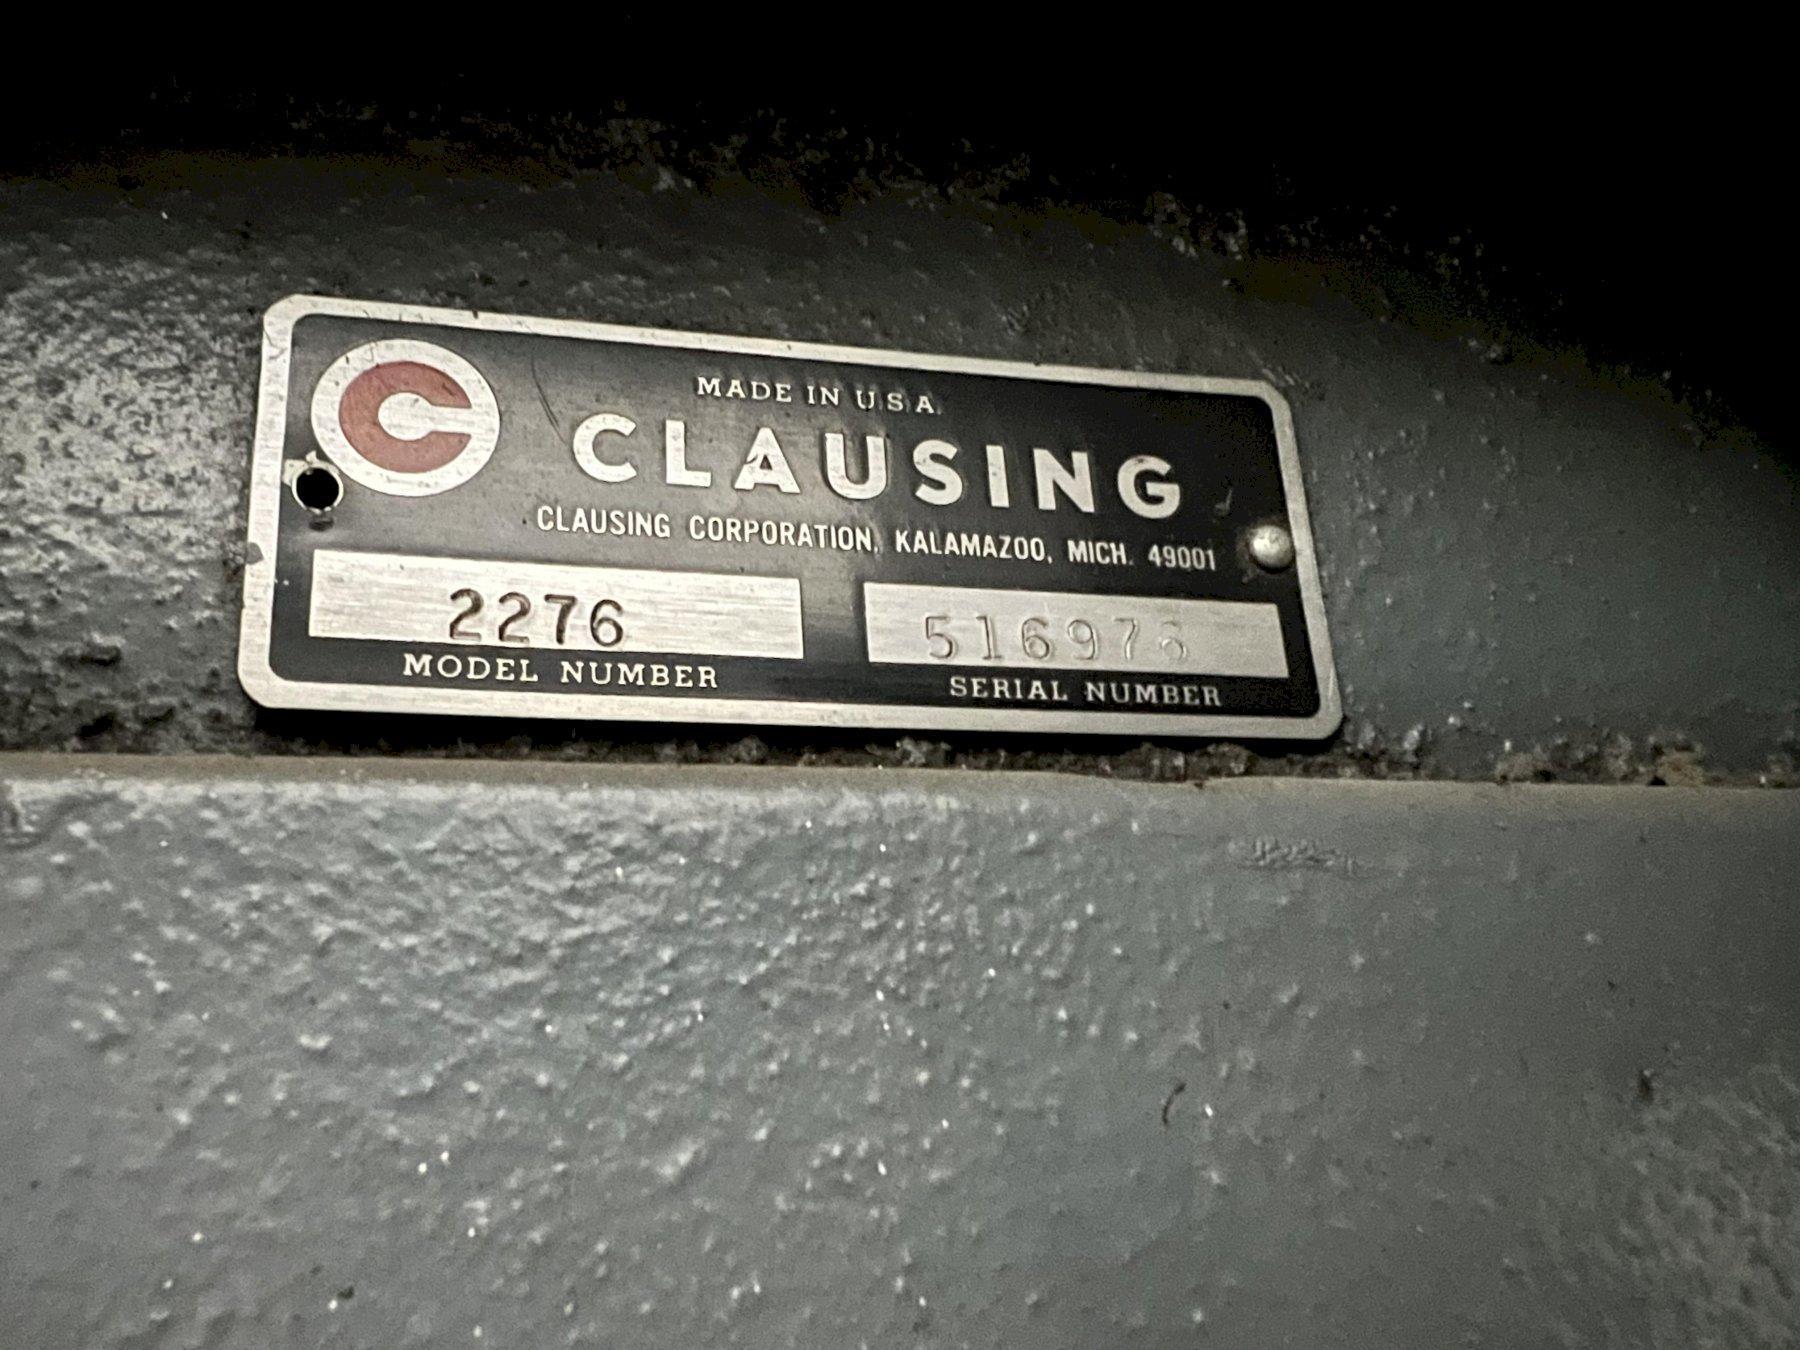 MADE IN U.S.A.
CLAUSING
CLAUSING CORPORATION, KALAMAZOO, MICH. 49001
2276
MODEL NUMBER
SERIAL NUMBER